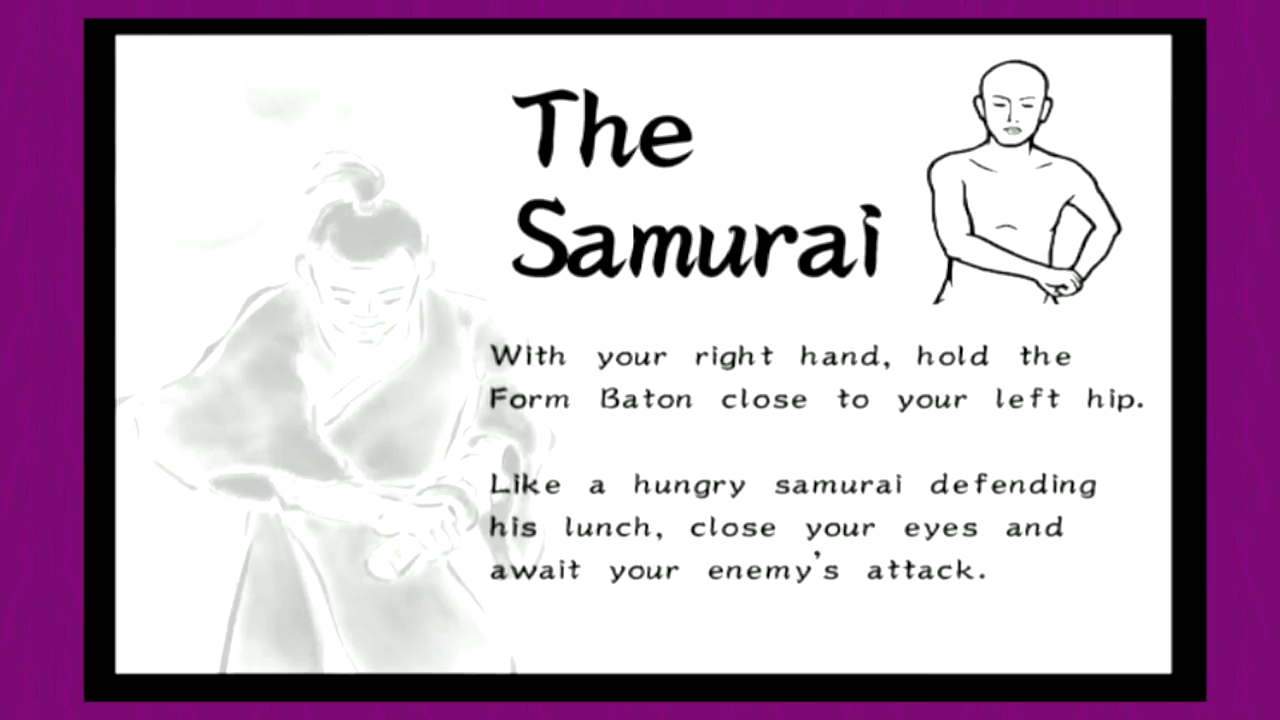 The
Samurai
With your right hand, hold the
Form Baton close to your left hip.
Like a hungry samurai defending
his lunch, close your eyes and
await your enemy's attack.